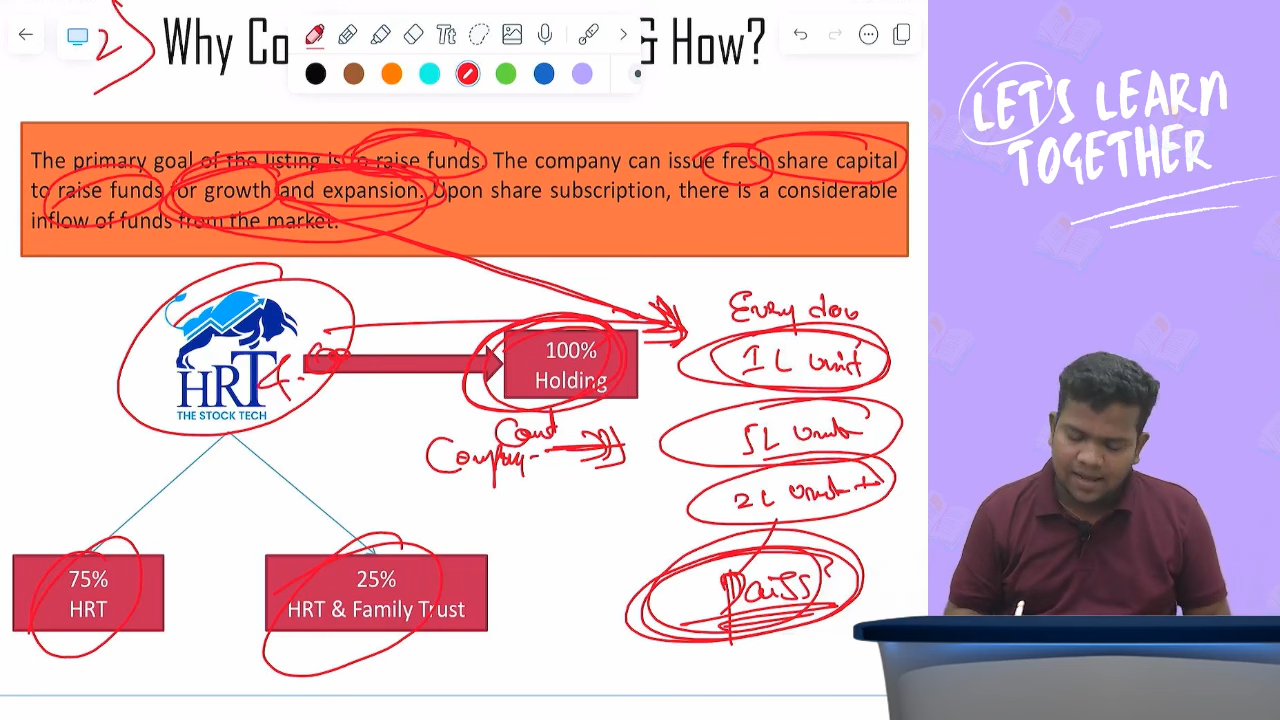 2) Why Co G How?
Tt
The primary goal of the listing is to raise funds. The company can issue fresh share capital
to raise funds for growth and expansion. Upon share subscription, there is a considerable
inflow of funds from the market.
LET'S LEARN
TOGETHER
HRT
THE STOCK TECH
100%
Holding
Every day
1 L unit
5L units
2L units
Company
75%
HRT
25%
HRT & Family Trust